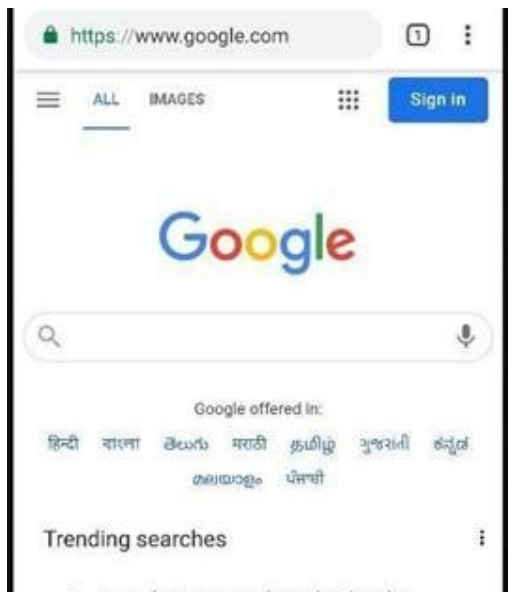 https://www.google.com 1
ALL IMAGES Sign in
Google
Google offered in:
हिन्दी বাংলা తెలుగు मराठी தமிழ் ગુજરાતી ಕನ್ನಡ
മലയാളം ਪੰਜਾਬੀ
Trending searches